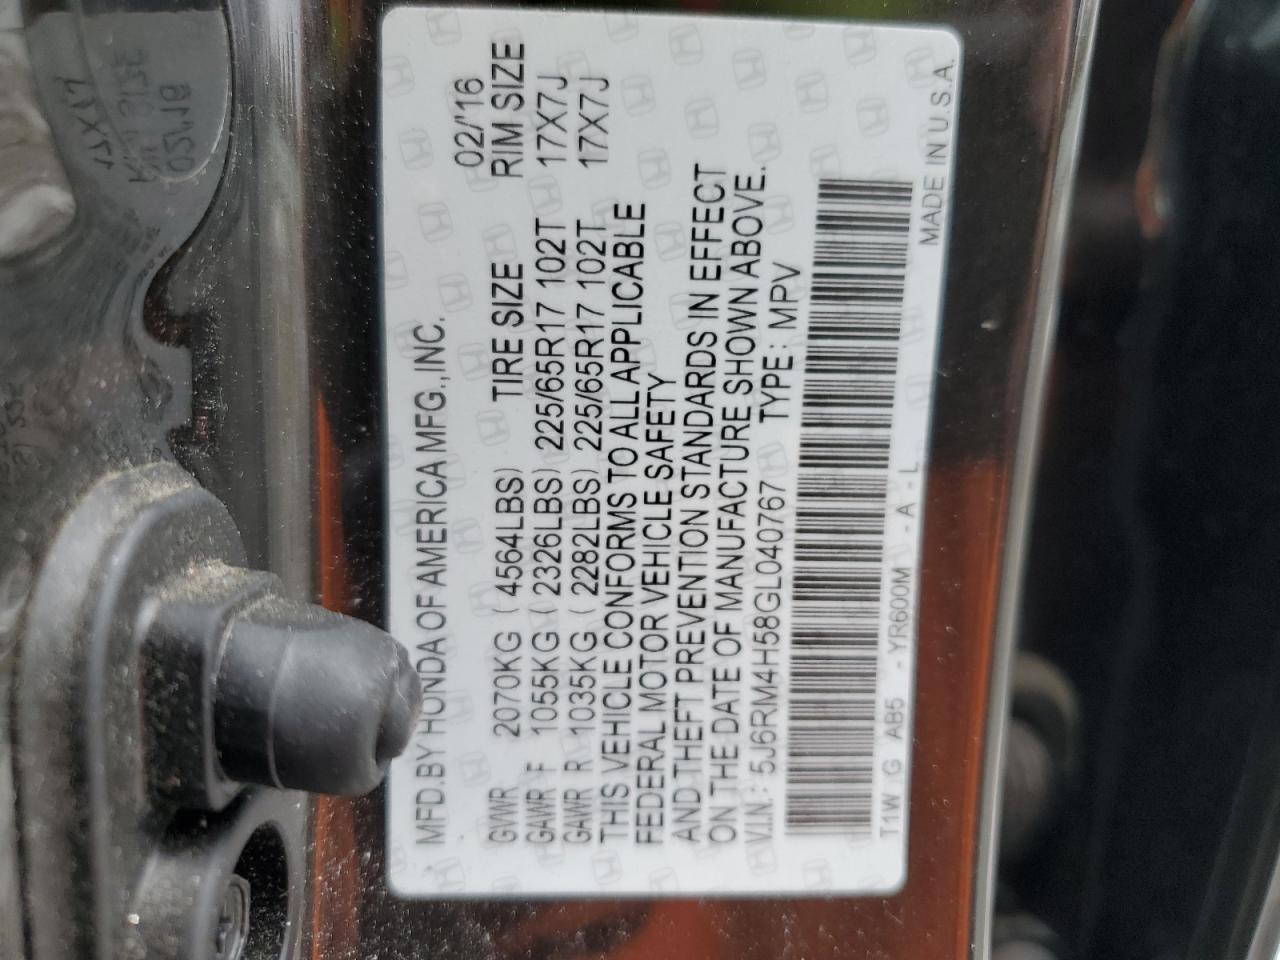 MFD. BY HONDA OF AMERICA MFG., INC. 02/'16
GVWR 2070KG ( 4564LBS) TIRE SIZE RIM SIZE
GAWR F 1055KG ( 2326LBS) 225/65R17 102T 17X7J
GAWR R 1035KG ( 2282LBS) 225/65R17 102T 17X7J
THIS VEHICLE CONFORMS TO ALL APPLICABLE
FEDERAL MOTOR VEHICLE SAFETY
AND THEFT PREVENTION STANDARDS IN EFFECT
ON THE DATE OF MANUFACTURE SHOWN ABOVE.
V.I.N.: 5J6RM4H58GL040767 TYPE: MPV
T1W G AB5 - YR600M - A - L
MADE IN U.S.A.